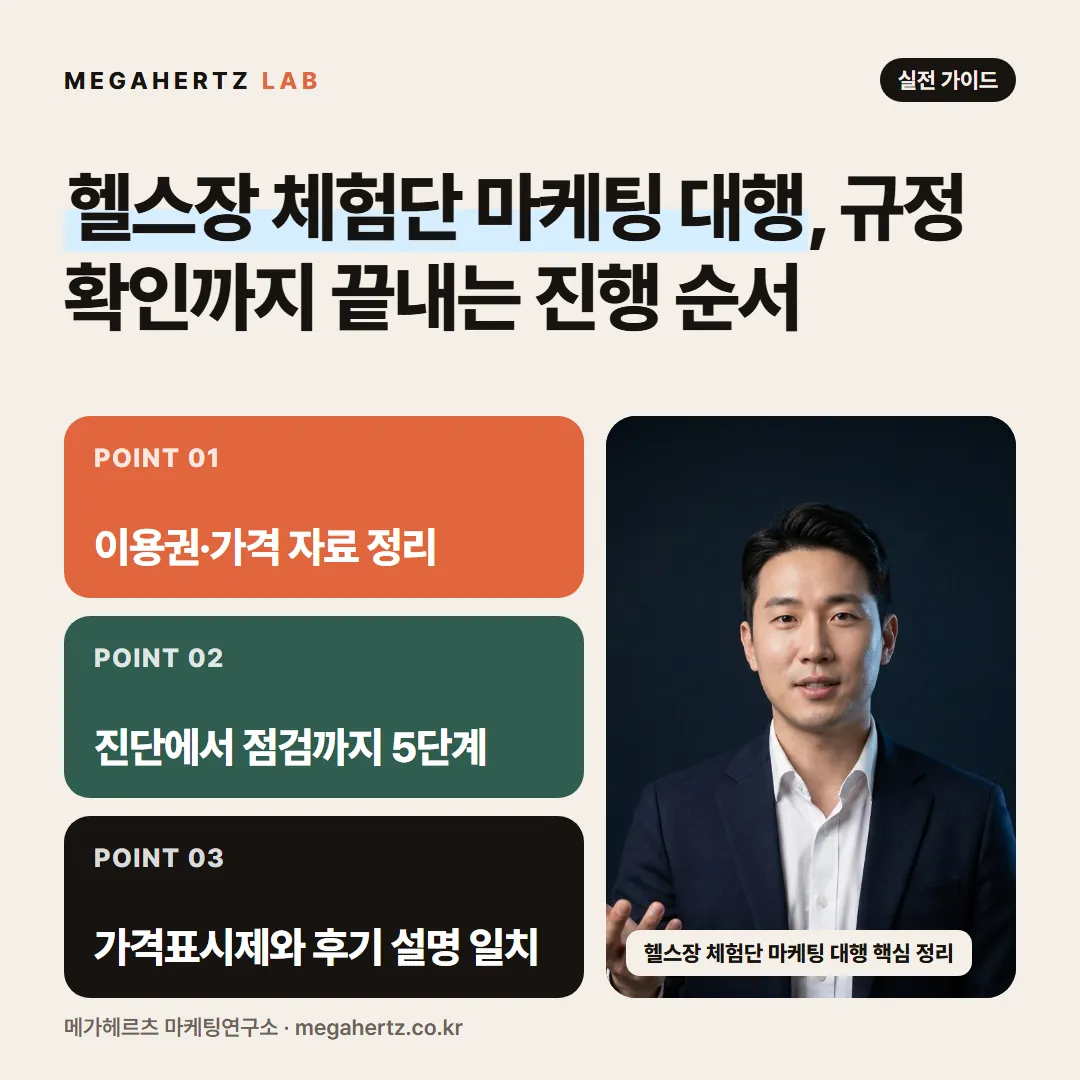 MEGAHERTZ LAB
실전 가이드
헬스장 체험단 마케팅 대행, 규정
확인까지 끝내는 진행 순서
POINT 01
이용권·가격 자료 정리
POINT 02
진단에서 점검까지 5단계
POINT 03
가격표시제와 후기 설명 일치
헬스장 체험단 마케팅 대행 핵심 정리
메가헤르츠 마케팅연구소 · megahertz.co.kr